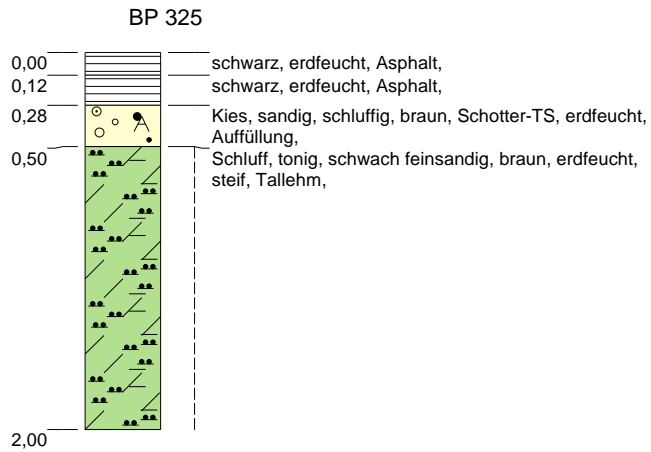 BP 325
0,00 schwarz, erdfeucht, Asphalt,
0,12 schwarz, erdfeucht, Asphalt,
0,28 Kies, sandig, schluffig, braun, Schotter-TS, erdfeucht,
Auffüllung,
0,50 Schluff, tonig, schwach feinsandig, braun, erdfeucht,
steif, Tallehm,
A
2,00